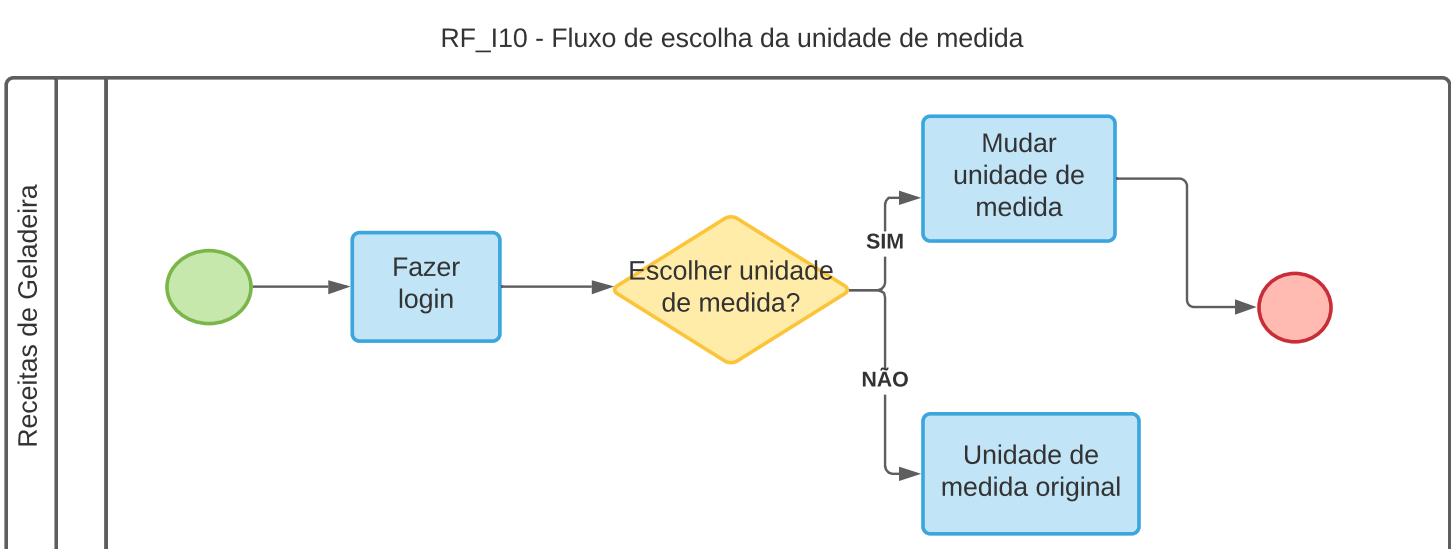 RF_I10 - Fluxo de escolha da unidade de medida
Receitas de Geladeira
Fazer
login
Escolher unidade
de medida?
SIM
Mudar
unidade de
medida
NÃO
Unidade de
medida original